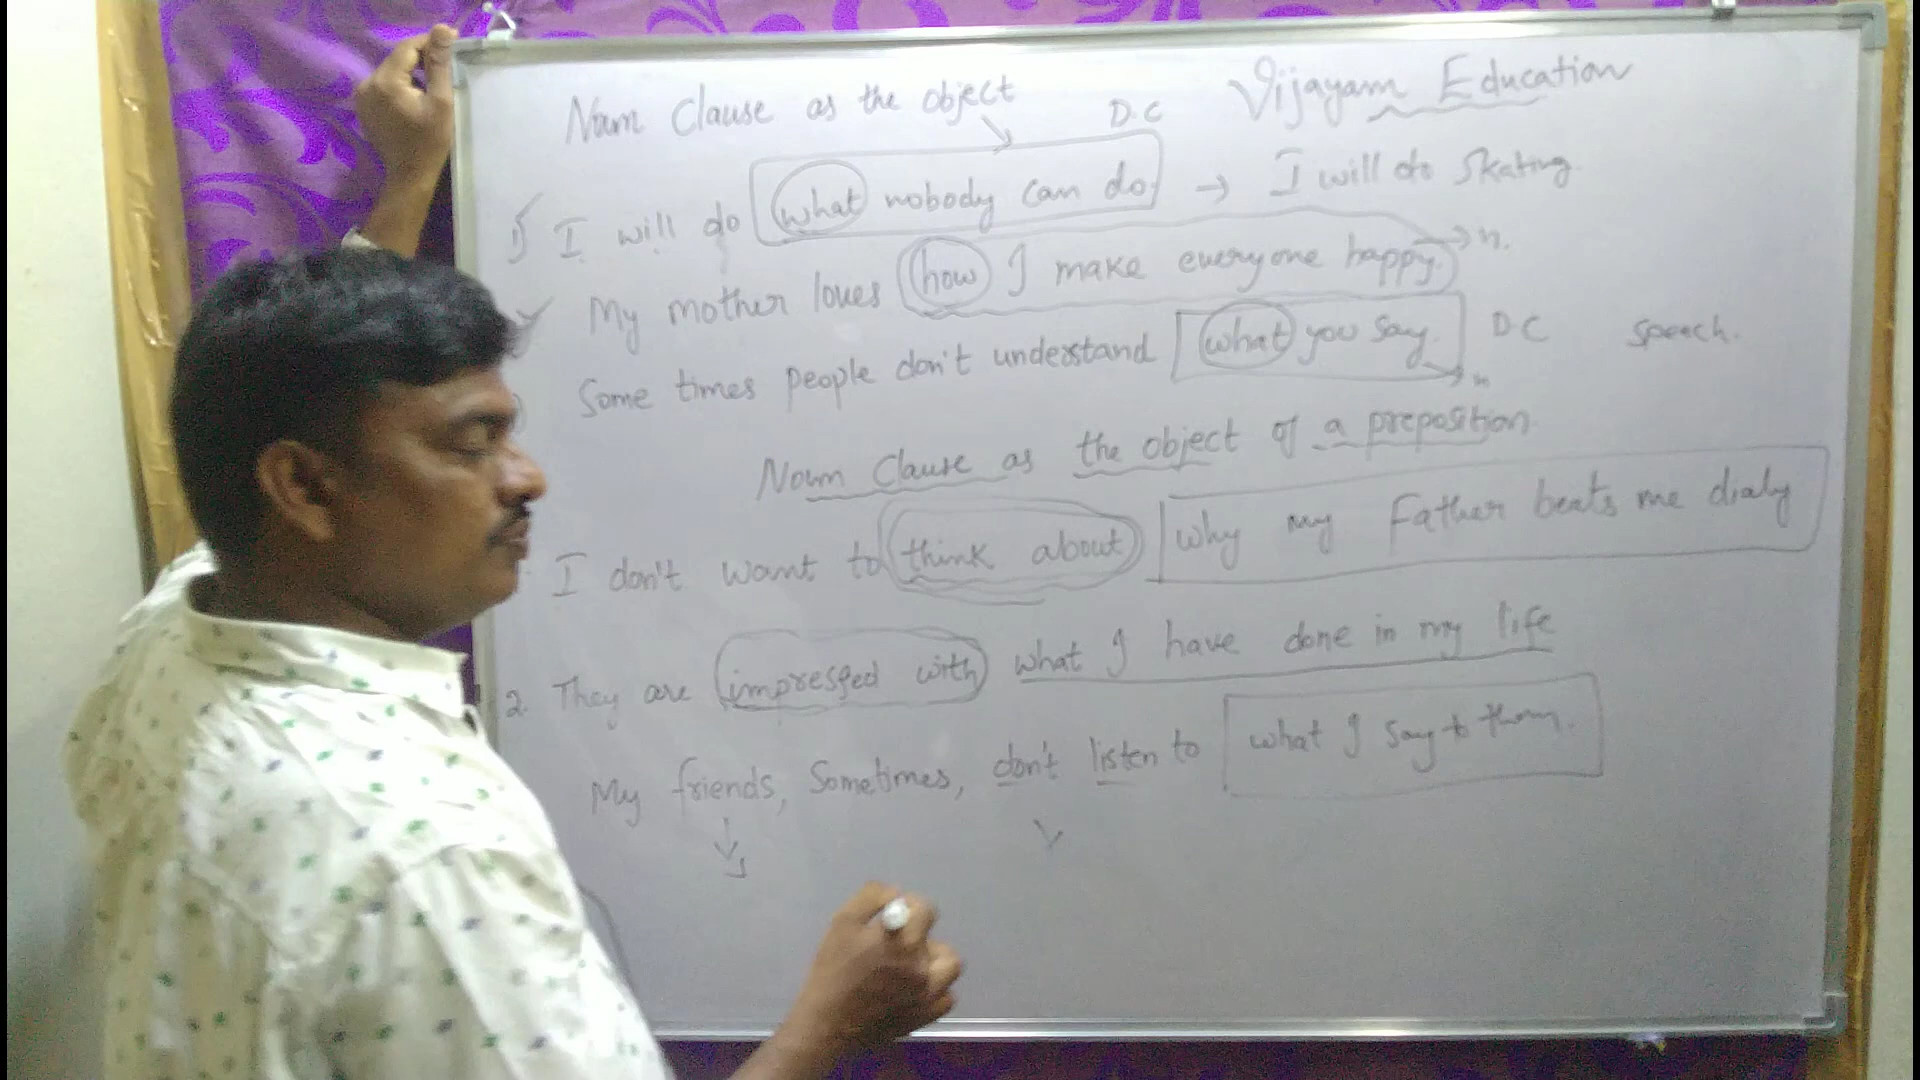 Noun Clause as the object D.C Vijayam Education
1) I will do what nobody can do. → I will do skating.
My mother loves how I make everyone happy. → n.
Some times people don't understand what you say. D C speech.
→ n
Noun Clause as the object of a preposition
I don't want to think about why my Father beats me dialy
2. They are impressed with what I have done in my life
My friends, Sometimes, don't listen to what I say to them.
S V